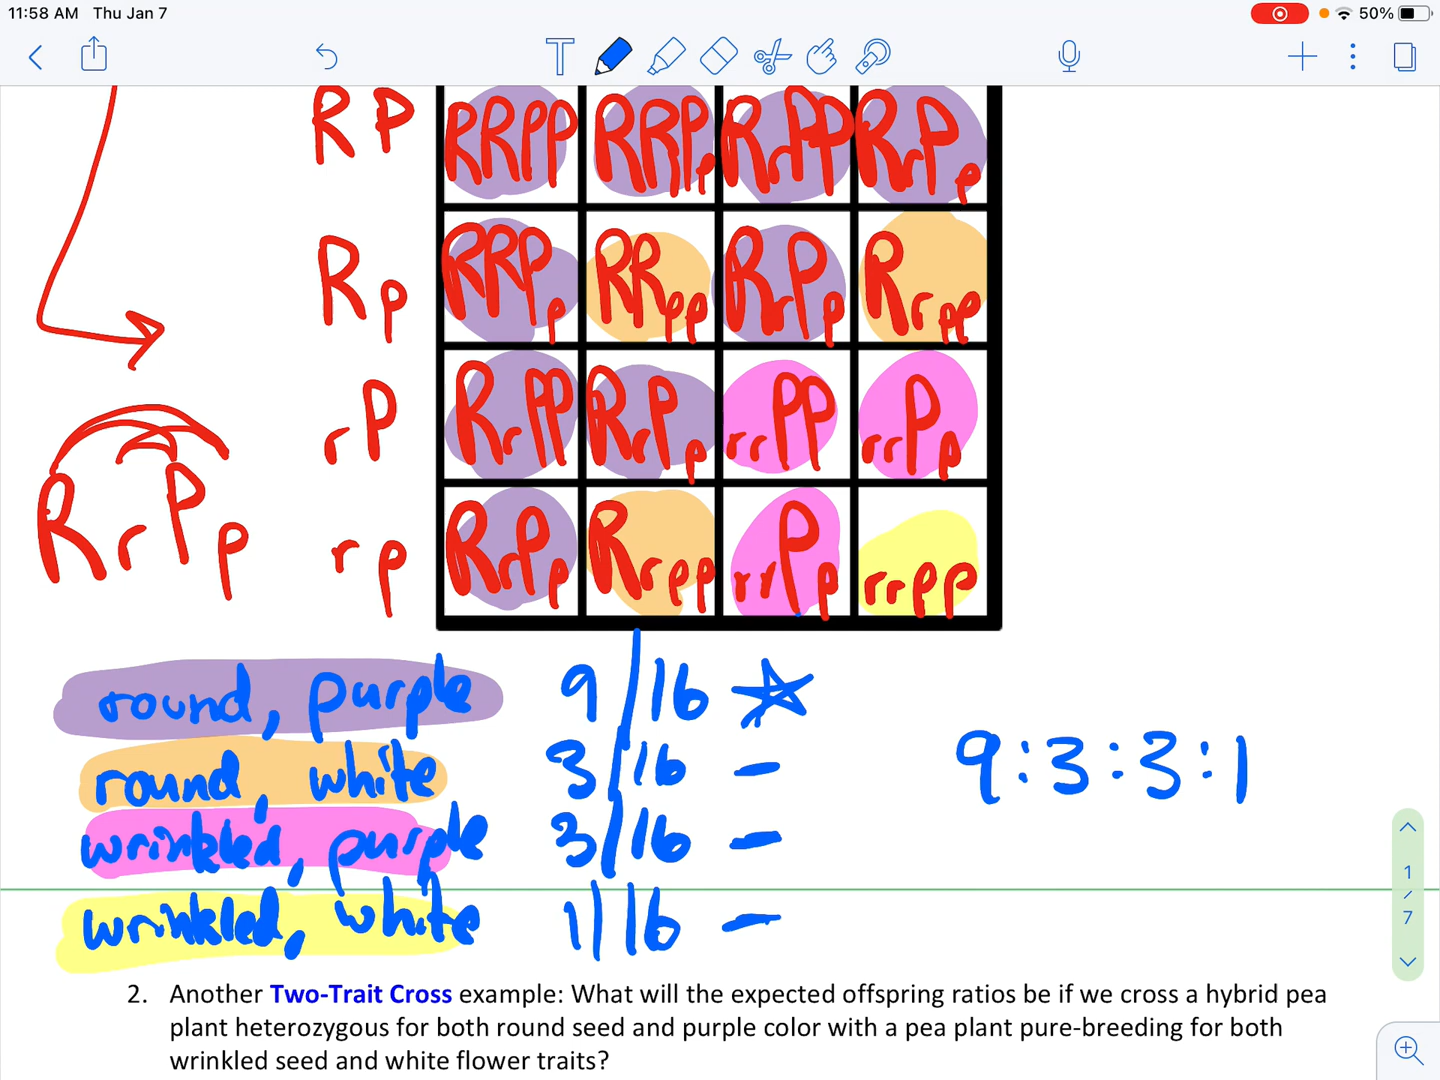 11:58 AM Thu Jan 7 50%
T
R P RRPP RRPp RrPP RrPp
R p RRPp RRpp RrPp Rrpp
r P RrPP RrPp rrPP rrPp
RrPp
r p RrPp Rrpp rrPp rrpp
round, purple 9/16
round, white 3/16 -
9:3:3:1
wrinkled, purple 3/16 -
wrinkled, white 1/16 -
1/7
2. Another Two-Trait Cross example: What will the expected offspring ratios be if we cross a hybrid pea
plant heterozygous for both round seed and purple color with a pea plant pure-breeding for both
wrinkled seed and white flower traits?